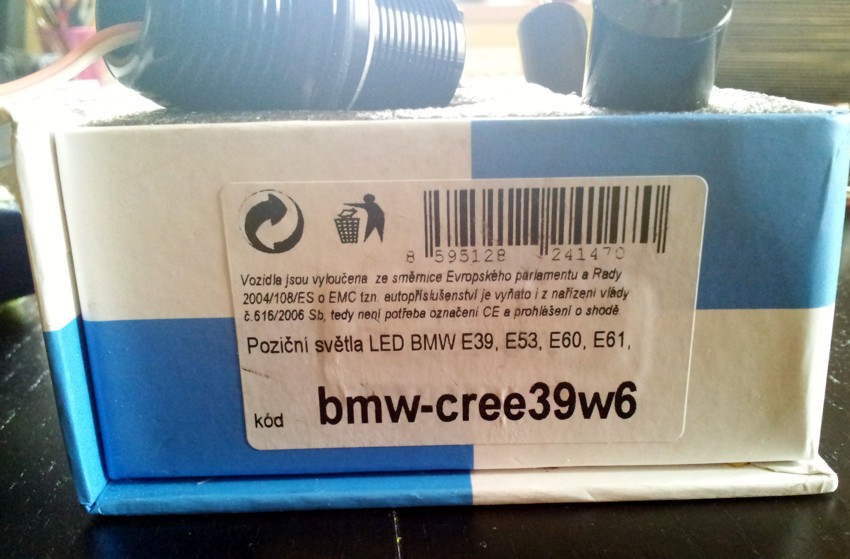 8 595128 241470
Vozidla jsou vyloučena ze směrnice Evropského parlamentu a Rady
2004/108/ES o EMC tzn. autopříslušenství je vyňato i z nařízení vlády
č.616/2006 Sb, tedy není potřeba označení CE a prohlášení o shodě
Poziční světla LED BMW E39, E53, E60, E61,
kód bmw-cree39w6